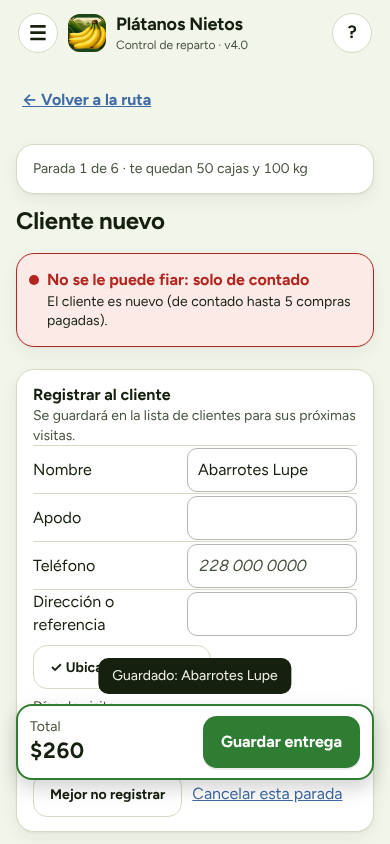 ☰
Plátanos Nietos
Control de reparto · v4.0
?
← Volver a la ruta
Parada 1 de 6 · te quedan 50 cajas y 100 kg
Cliente nuevo
No se le puede fiar: solo de contado
El cliente es nuevo (de contado hasta 5 compras
pagadas).
Registrar al cliente
Se guardará en la lista de clientes para sus próximas
visitas.
Nombre
Abarrotes Lupe
Apodo
Teléfono
228 000 0000
Dirección o
referencia
✓
Guardado: Abarrotes Lupe
Total
$260
Guardar entrega
Mejor no registrar
Cancelar esta parada